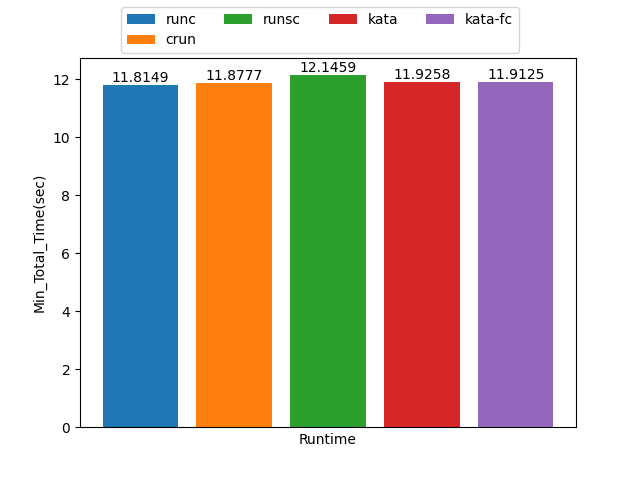 runc runsc kata kata-fc
crun
12.1459
11.8149 11.8777 11.9258 11.9125
12
10
8
6
4
2
0
Min_Total_Time(sec)
Runtime